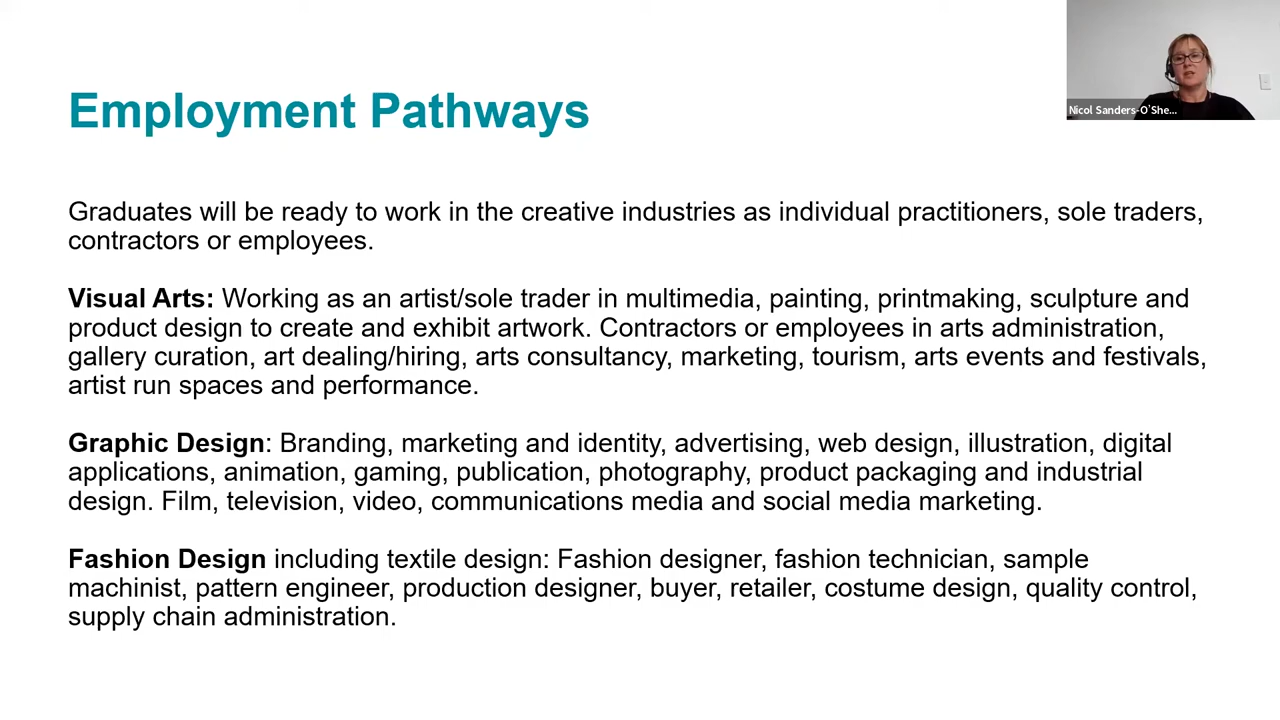 Employment Pathways
Nicol Sanders-O`She...
Graduates will be ready to work in the creative industries as individual practitioners, sole traders,
contractors or employees.
Visual Arts: Working as an artist/sole trader in multimedia, painting, printmaking, sculpture and
product design to create and exhibit artwork. Contractors or employees in arts administration,
gallery curation, art dealing/hiring, arts consultancy, marketing, tourism, arts events and festivals,
artist run spaces and performance.
Graphic Design: Branding, marketing and identity, advertising, web design, illustration, digital
applications, animation, gaming, publication, photography, product packaging and industrial
design. Film, television, video, communications media and social media marketing.
Fashion Design including textile design: Fashion designer, fashion technician, sample
machinist, pattern engineer, production designer, buyer, retailer, costume design, quality control,
supply chain administration.